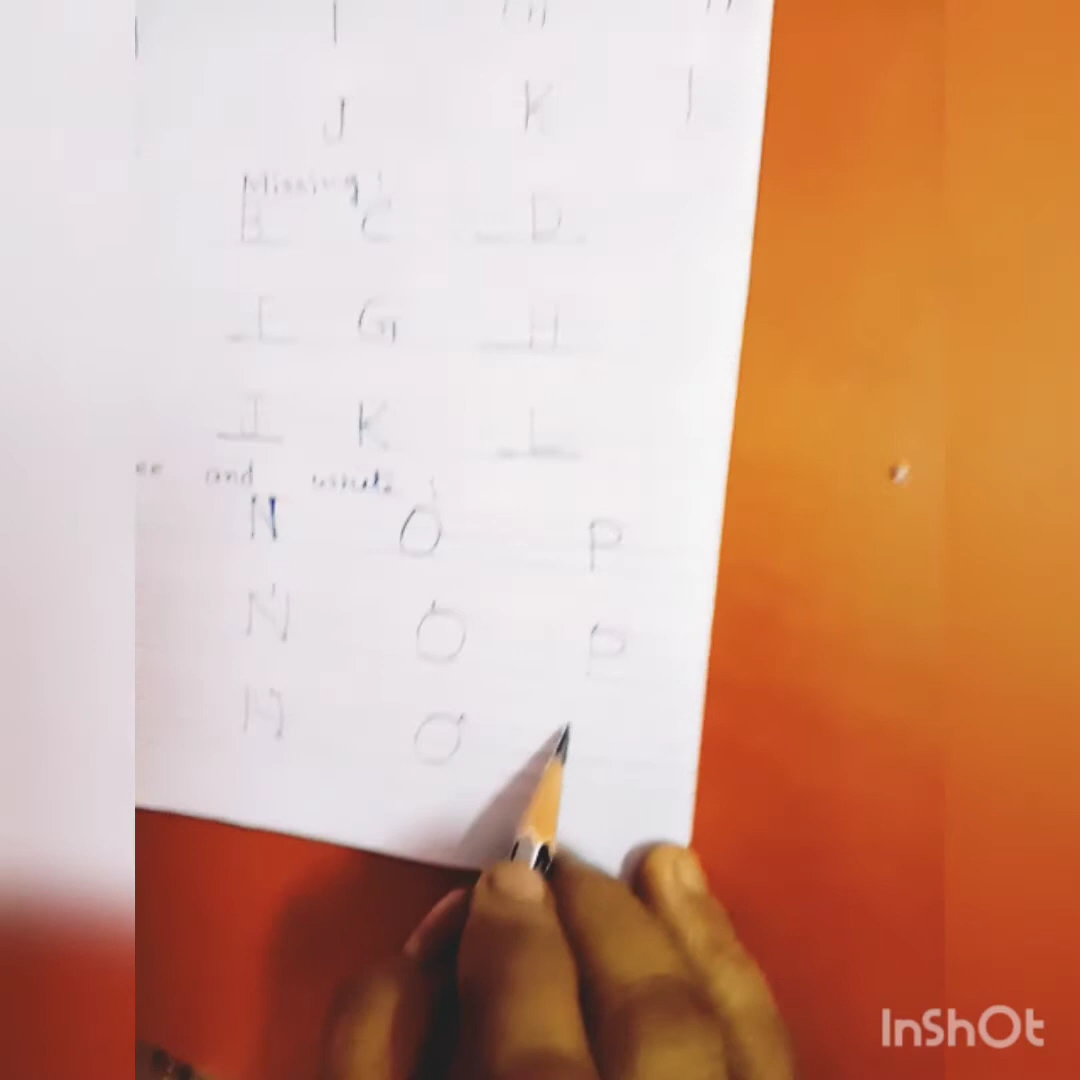 J K
Missing :
B C D
G H
I K L
and write :
N O P
N O P
N O
InShOt